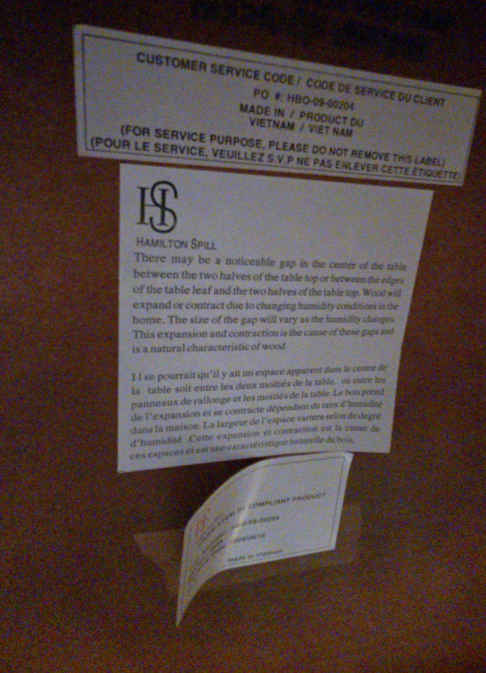 CUSTOMER SERVICE CODE / CODE DE SERVICE DU CLIENT
PO #: HBO-09-00204
MADE IN / PRODUCT DU
VIETNAM / VIET NAM
(FOR SERVICE PURPOSE, PLEASE DO NOT REMOVE THIS LABEL)
(POUR LE SERVICE, VEUILLEZ S.V.P NE PAS ENLEVER CETTE ÉTIQUETTE)
HS
HAMILTON SPILL
There may be a noticeable gap in the center of the table
between the two halves of the table top or between the edges
of the table leaf and the two halves of the table top. Wood will
expand or contract due to changing humidity conditions in the
home. The size of the gap will vary as the humidity changes.
This expansion and contraction is the cause of these gaps and
is a natural characteristic of wood.
Il se pourrait qu'il y ait un espace apparent dans le centre de
la table soit entre les deux moitiés de la table, ou entre les
panneaux de rallonge et les moitiés de la table. Le bois prend
de l'expansion et se contracte dépendant du taux d'humidité
dans la maison. La largeur de l'espace variera selon de degré
d'humidité. Cette expansion et contraction est la cause de
ces espaces et est une caractéristique naturelle du bois.
COMPLIANT PRODUCT
MADE IN VIETNAM